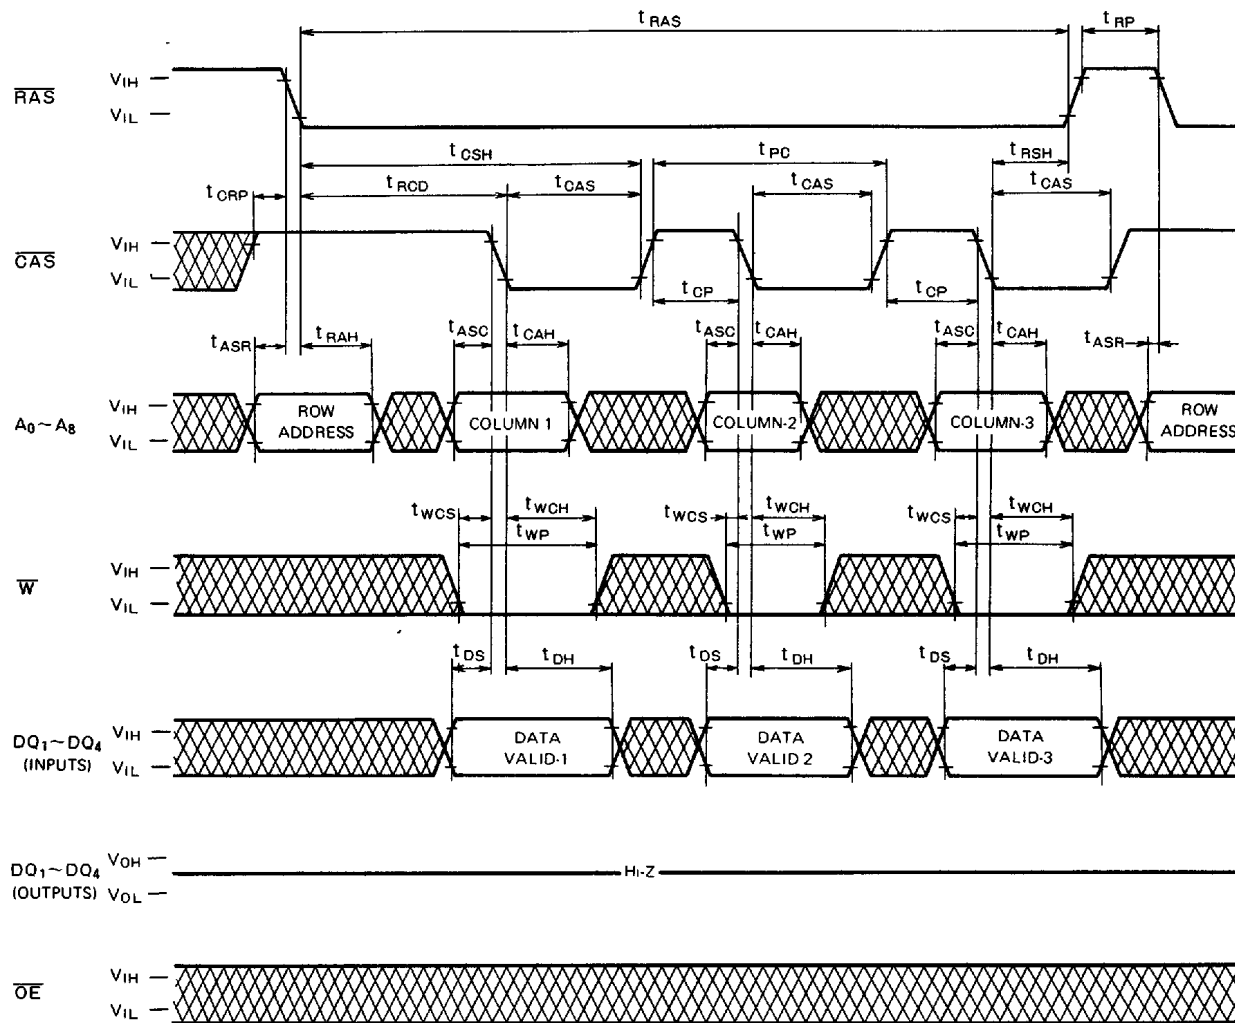 tRAS tRP
RAS VIH
VIL
tCSH tPC tRSH
tCRP tRCD tCAS tCAS tCAS
CAS VIH
VIL
tCP tCP
tASR tRAH tASC tCAH tASC tCAH tASC tCAH tASR
A0~A8 VIH
VIL
ROW
ADDRESS
COLUMN 1
COLUMN-2
COLUMN-3
ROW
ADDRESS
tWCS tWCH tWCS tWCH tWCS tWCH
tWP tWP tWP
W VIH
VIL
tDS tDH tDS tDH tDS tDH
DQ1~DQ4
(INPUTS)
VIH
VIL
DATA
VALID-1
DATA
VALID 2
DATA
VALID-3
DQ1~DQ4
(OUTPUTS)
VOH
VOL
HI-Z
OE VIH
VIL